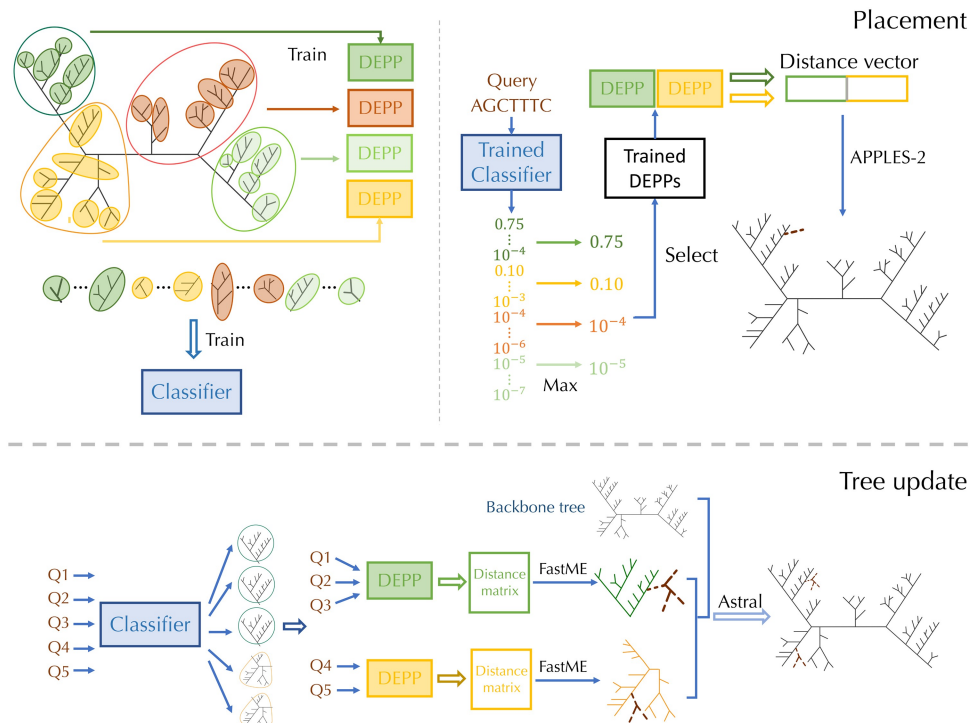 Placement
Train
DEPP
DEPP
DEPP
DEPP
Train
Classifier
Query
AGCTTTC
Trained
Classifier
DEPP DEPP
Distance vector
Trained
DEPPs
APPLES-2
Select
0.75
⋮
10⁻⁴
0.10
⋮
10⁻³
10⁻⁴
⋮
10⁻⁶
10⁻⁵
⋮
10⁻⁷
0.75
0.10
10⁻⁴
10⁻⁵
Max
Tree update
Backbone tree
Q1
Q2
Q3
Q4
Q5
Classifier
Q1
Q2
Q3
DEPP
Distance
matrix
FastME
Q4
Q5
DEPP
Distance
matrix
FastME
Astral